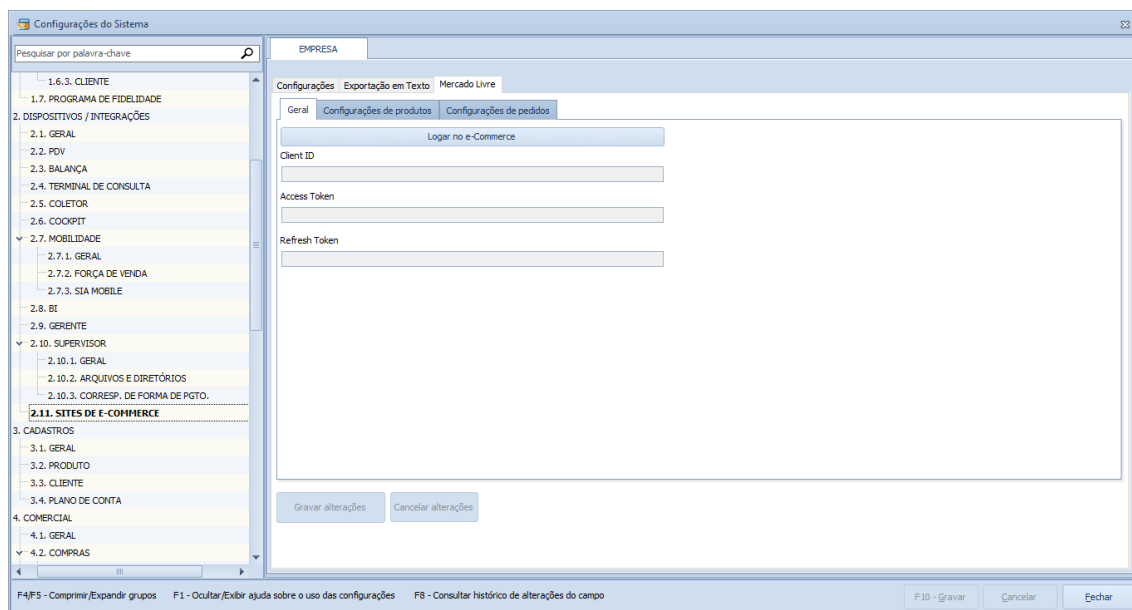 Configurações do Sistema
Pesquisar por palavra-chave
1.6.3. CLIENTE
1.7. PROGRAMA DE FIDELIDADE
2. DISPOSITIVOS / INTEGRAÇÕES
2.1. GERAL
2.2. PDV
2.3. BALANÇA
2.4. TERMINAL DE CONSULTA
2.5. COLETOR
2.6. COCKPIT
2.7. MOBILIDADE
2.7.1. GERAL
2.7.2. FORÇA DE VENDA
2.7.3. SIA MOBILE
2.8. BI
2.9. GERENTE
2.10. SUPERVISOR
2.10.1. GERAL
2.10.2. ARQUIVOS E DIRETÓRIOS
2.10.3. CORRESP. DE FORMA DE PGTO.
2.11. SITES DE E-COMMERCE
3. CADASTROS
3.1. GERAL
3.2. PRODUTO
3.3. CLIENTE
3.4. PLANO DE CONTA
4. COMERCIAL
4.1. GERAL
4.2. COMPRAS
EMPRESA
Configurações Exportação em Texto Mercado Livre
Geral Configurações de produtos Configurações de pedidos
Logar no e-Commerce
Client ID
Access Token
Refresh Token
Gravar alterações Cancelar alterações
F4/F5 - Comprimir/Expandir grupos F1 - Ocultar/Exibir ajuda sobre o uso das configurações F8 - Consultar histórico de alterações do campo F10 - Gravar Cancelar Fechar